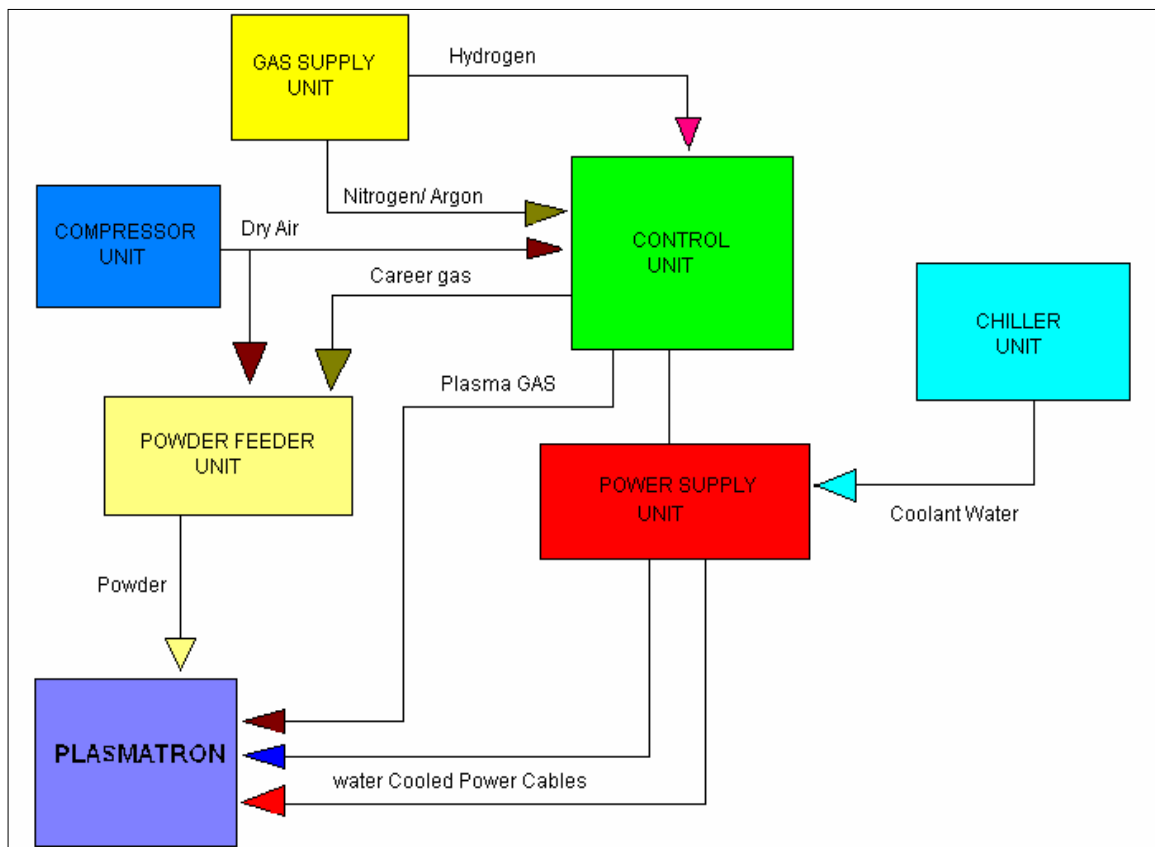 GAS SUPPLY
UNIT
Hydrogen
Nitrogen/ Argon
COMPRESSOR
UNIT
Dry Air
CONTROL
UNIT
Career gas
CHILLER
UNIT
Plasma GAS
POWDER FEEDER
UNIT
POWER SUPPLY
UNIT
Coolant Water
Powder
PLASMATRON
water Cooled Power Cables